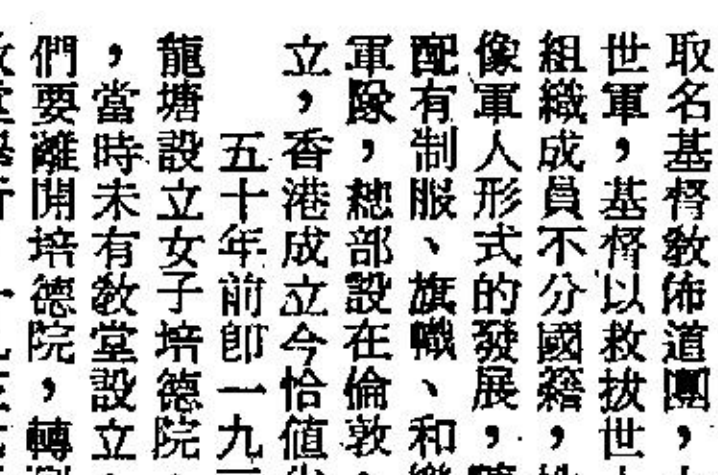 取名基督敎佈道團，
世軍，基督以救拔世
組織成員不分國籍，
像軍人形式的發展，
配有制服、旗幟、和
軍隊，總部設在倫敦
立，香港成立今恰值
五十年前卽一九
龍塘設立女子培德院
，當時未有敎堂設立
們要離開培德院，轉